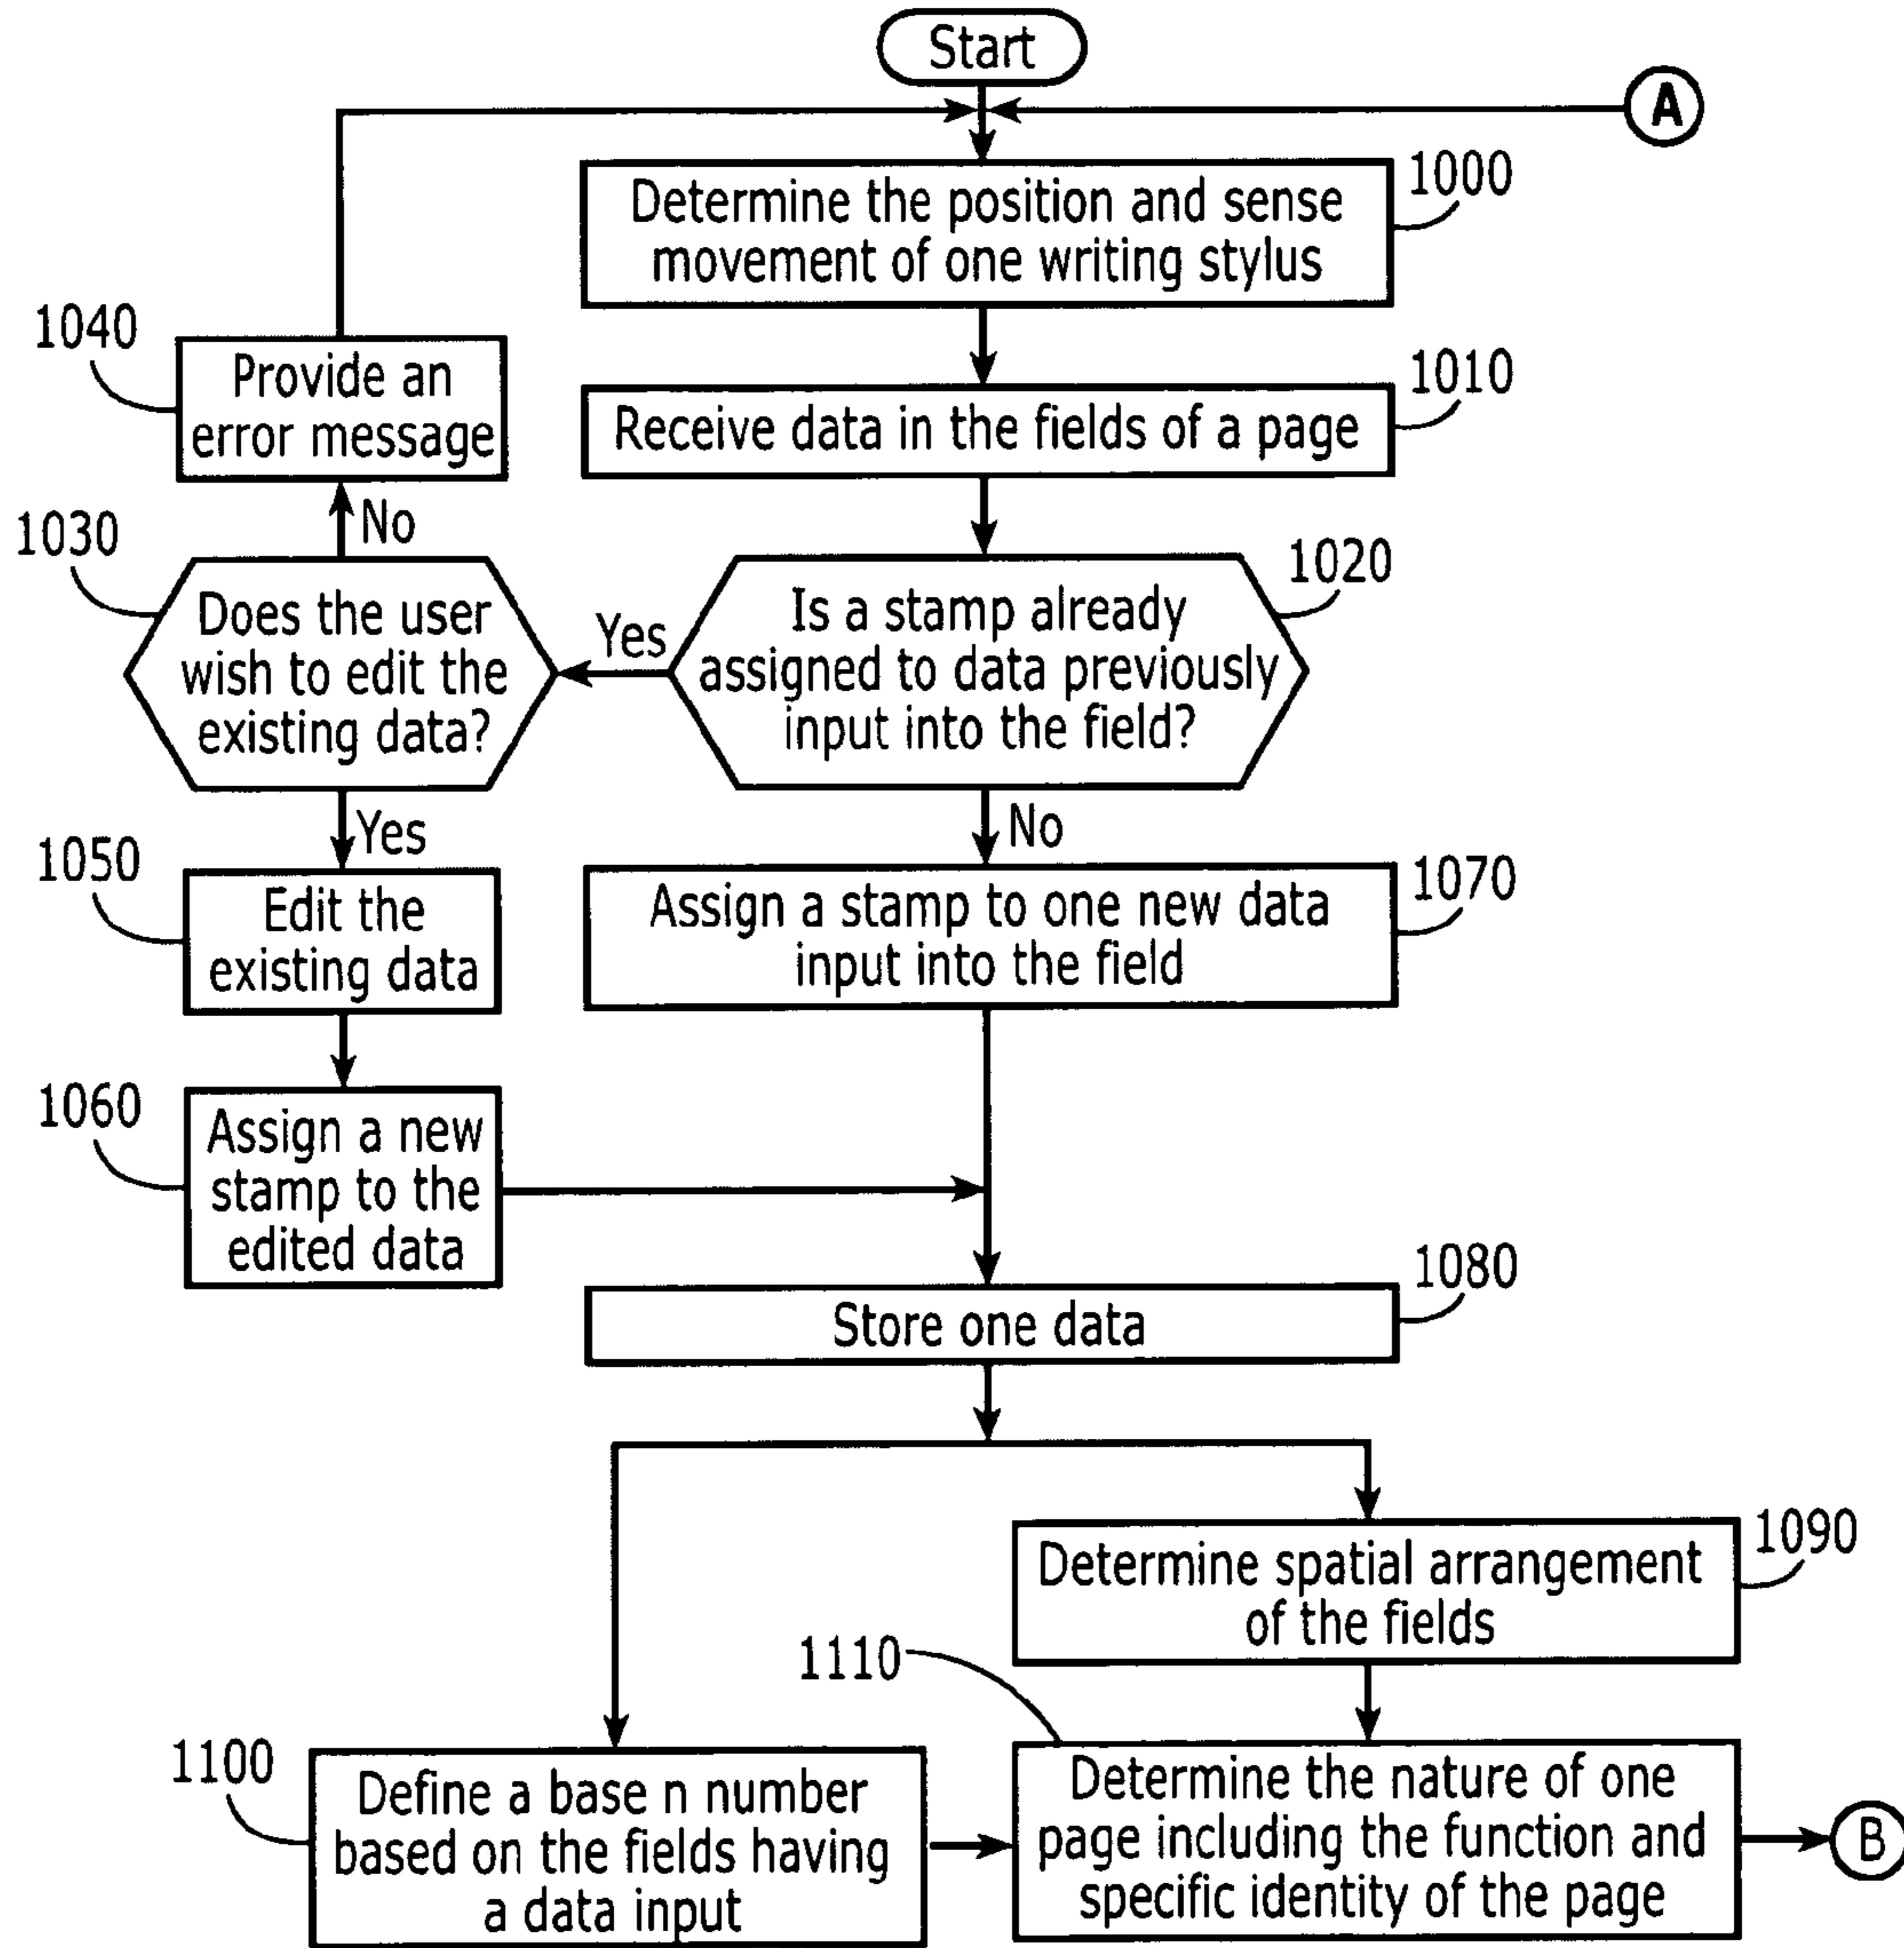 Start
A
1000
Determine the position and sense
movement of one writing stylus
1040
Provide an
error message
1010
Receive data in the fields of a page
No
1030
Does the user
wish to edit the
existing data?
Yes
1020
Is a stamp already
assigned to data previously
input into the field?
Yes
No
1050
Edit the
existing data
1070
Assign a stamp to one new data
input into the field
1060
Assign a new
stamp to the
edited data
1080
Store one data
1090
Determine spatial arrangement
of the fields
1110
1100
Define a base n number
based on the fields having
a data input
Determine the nature of one
page including the function and
specific identity of the page
B